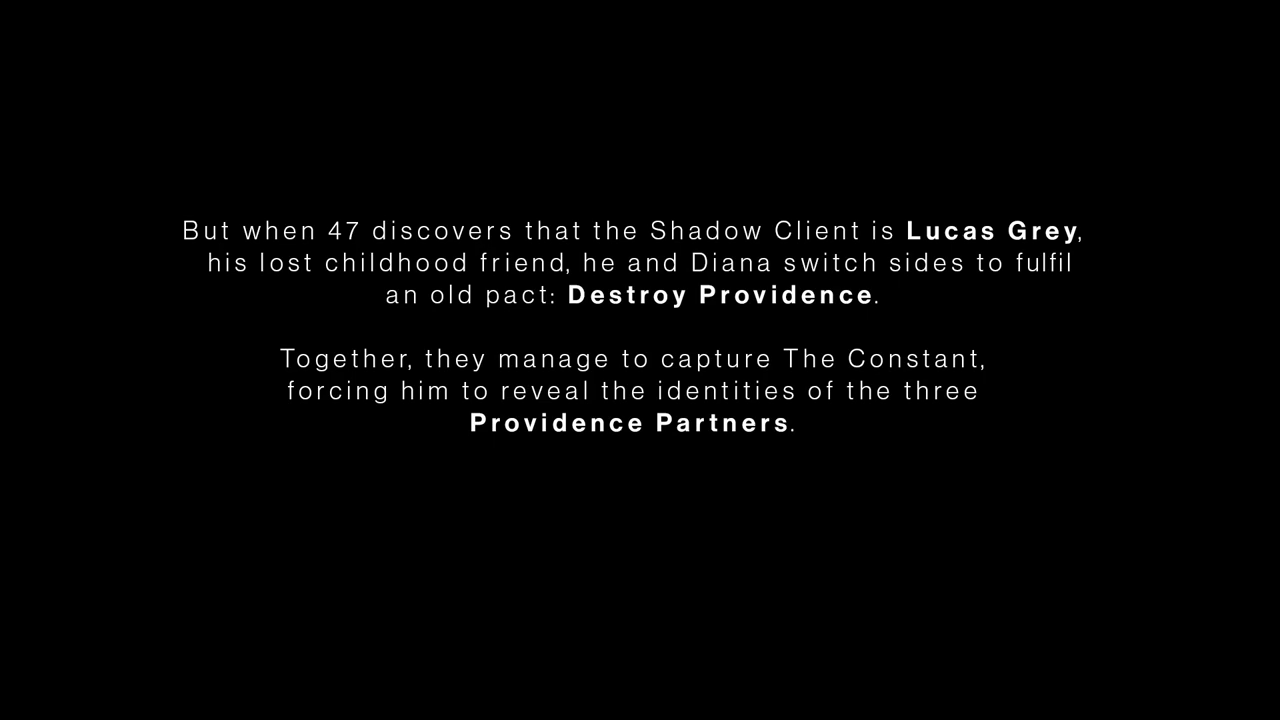 But when 47 discovers that the Shadow Client is Lucas Grey,
his lost childhood friend, he and Diana switch sides to fulfil
an old pact: Destroy Providence.
Together, they manage to capture The Constant,
forcing him to reveal the identities of the three
Providence Partners.